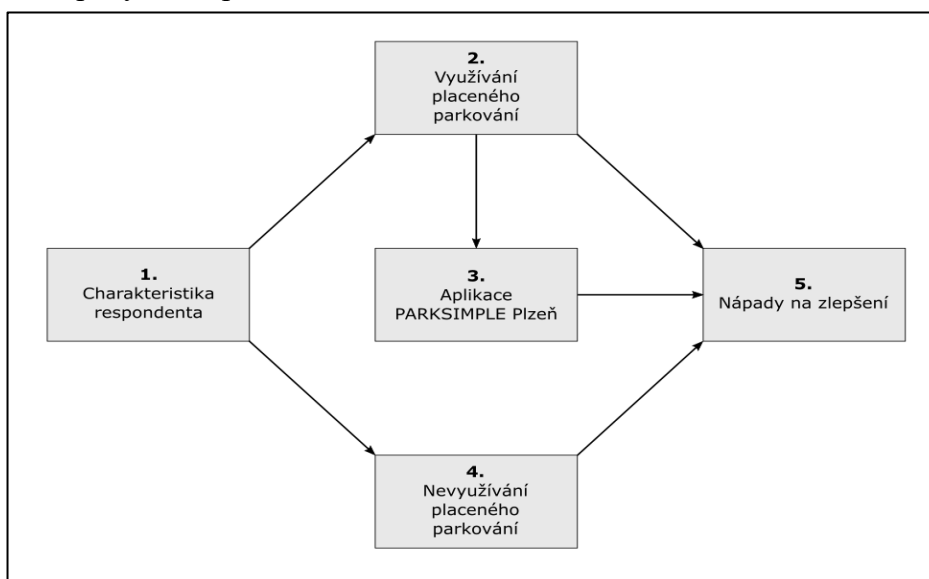 2.
Využívání
placeného
parkování
1.
Charakteristika
respondenta
3.
Aplikace
PARKSIMPLE Plzeň
5.
Nápady na zlepšení
4.
Nevyužívání
placeného
parkování